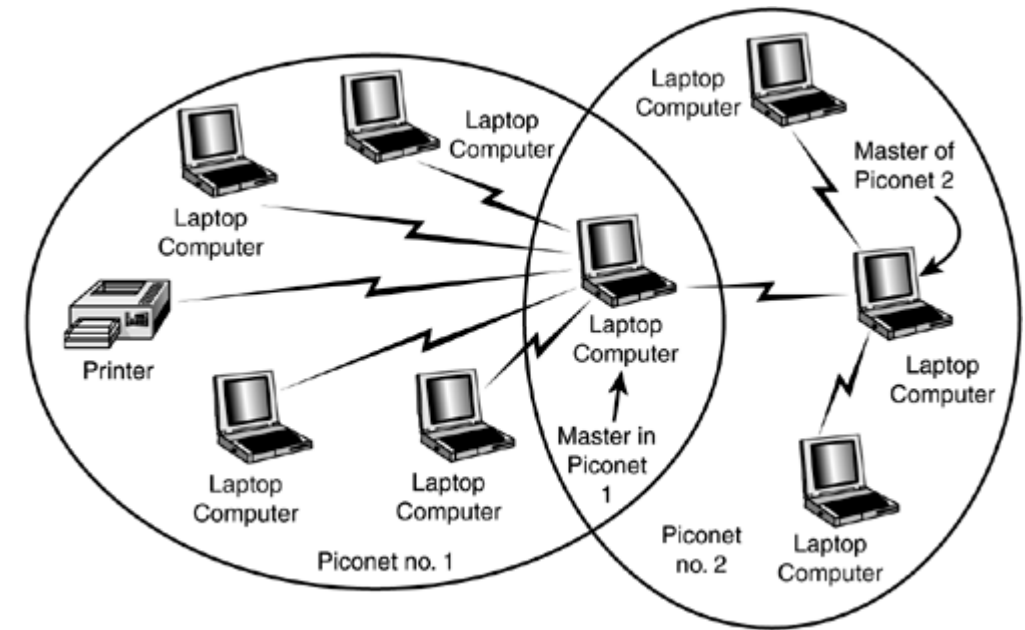 Laptop
Computer
Laptop
Computer
Laptop
Computer
Master of
Piconet 2
Printer
Laptop
Computer
Laptop
Computer
Laptop
Computer
Master in
Piconet
1
Laptop
Computer
Laptop
Computer
Piconet no. 1
Piconet
no. 2